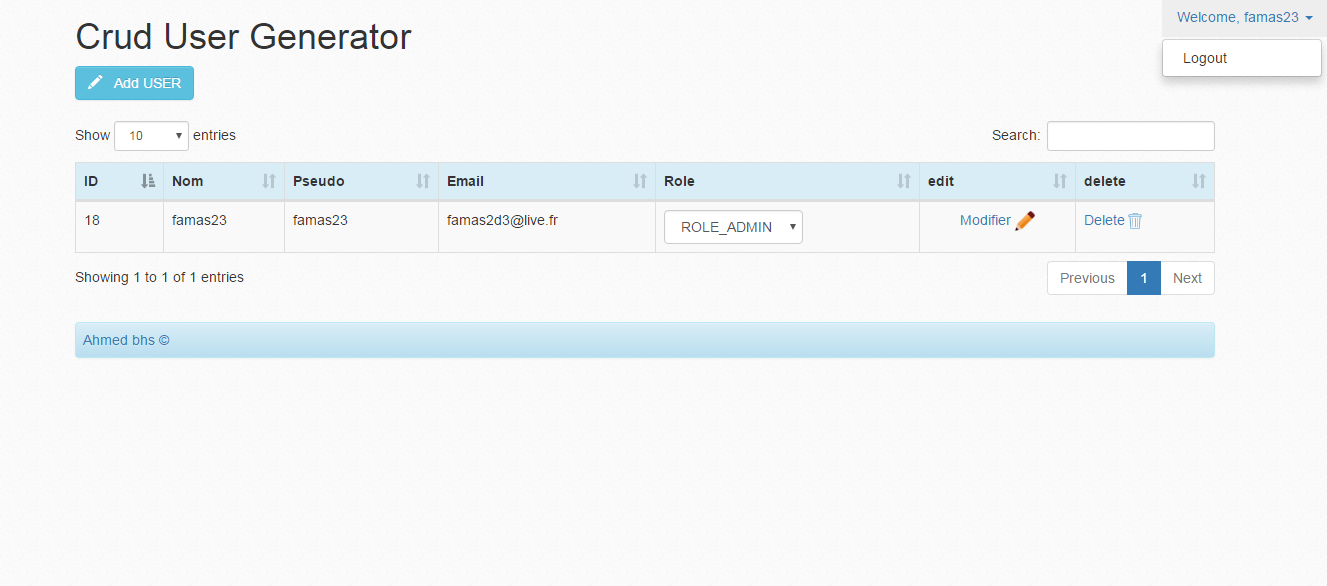 Crud User Generator
Welcome, famas23
Logout
Add USER
Show 10 entries
Search:
ID Nom Pseudo Email Role edit delete
18 famas23 famas23 famas2d3@live.fr ROLE_ADMIN Modifier Delete
Showing 1 to 1 of 1 entries
Previous 1 Next
Ahmed bhs ©